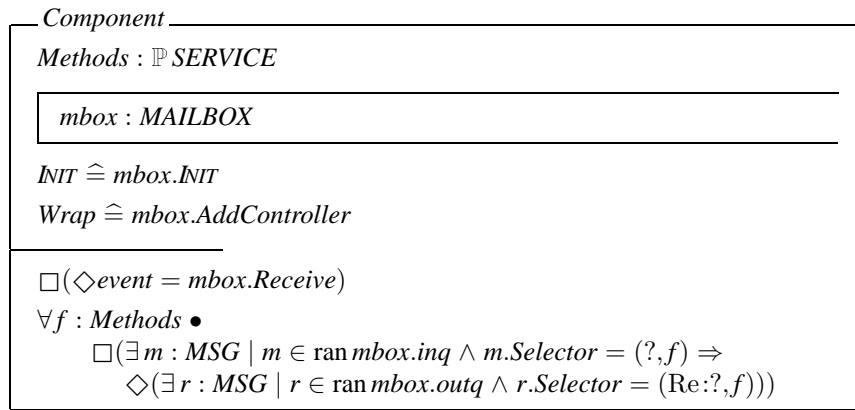 Component
Methods : ℙ SERVICE
mbox : MAILBOX
INIT ≙ mbox.INIT
Wrap ≙ mbox.AddController
□(◇event = mbox.Receive)
∀f : Methods •
□(∃ m : MSG | m ∈ ran mbox.inq ∧ m.Selector = (?,f) ⇒
◇(∃ r : MSG | r ∈ ran mbox.outq ∧ r.Selector = (Re:?,f)))